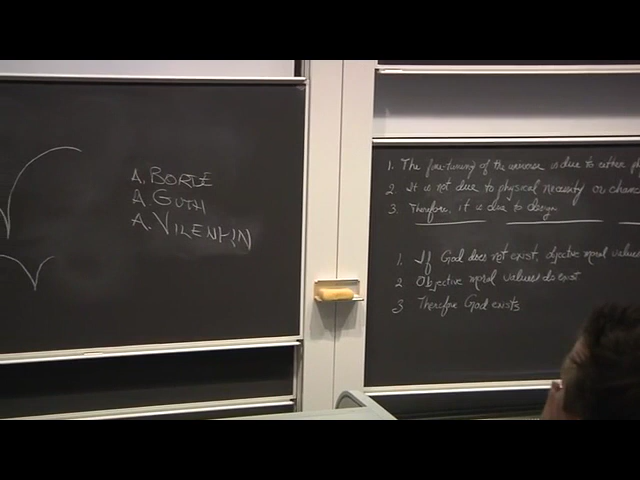 A. BORDE
A. GUTH
A. VILENKIN
1. The fine-tuning of the universe is due to either
2. It is not due to physical necessity or
3. Therefore, it is due to design
1. If God does not exist, objective moral values
2 Objective moral values do exist
3 Therefore God exists